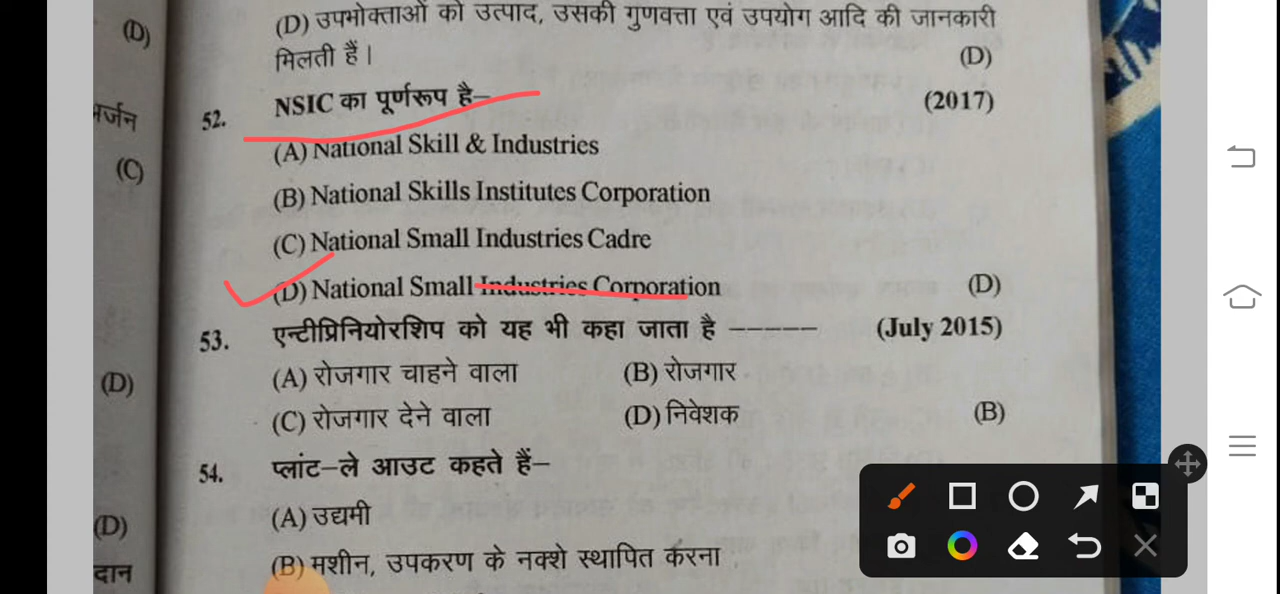 (D) उपभोक्ताओं को उत्पाद, उसकी गुणवत्ता एवं उपयोग आदि की जानकारी
मिलती हैं। (D)
52. NSIC का पूर्णरूप है– (2017)
(A) National Skill & Industries
(B) National Skills Institutes Corporation
(C) National Small Industries Cadre
(D) National Small Industries Corporation (D)
53. एन्टीप्रिनियोरशिप को यह भी कहा जाता है ----- (July 2015)
(A) रोजगार चाहने वाला (B) रोजगार
(C) रोजगार देने वाला (D) निवेशक (B)
54. प्लांट–ले आउट कहते हैं–
(A) उद्यमी
(B) मशीन, उपकरण के नक्शे स्थापित करना
(D)
(C)
(D)
(D)
दान